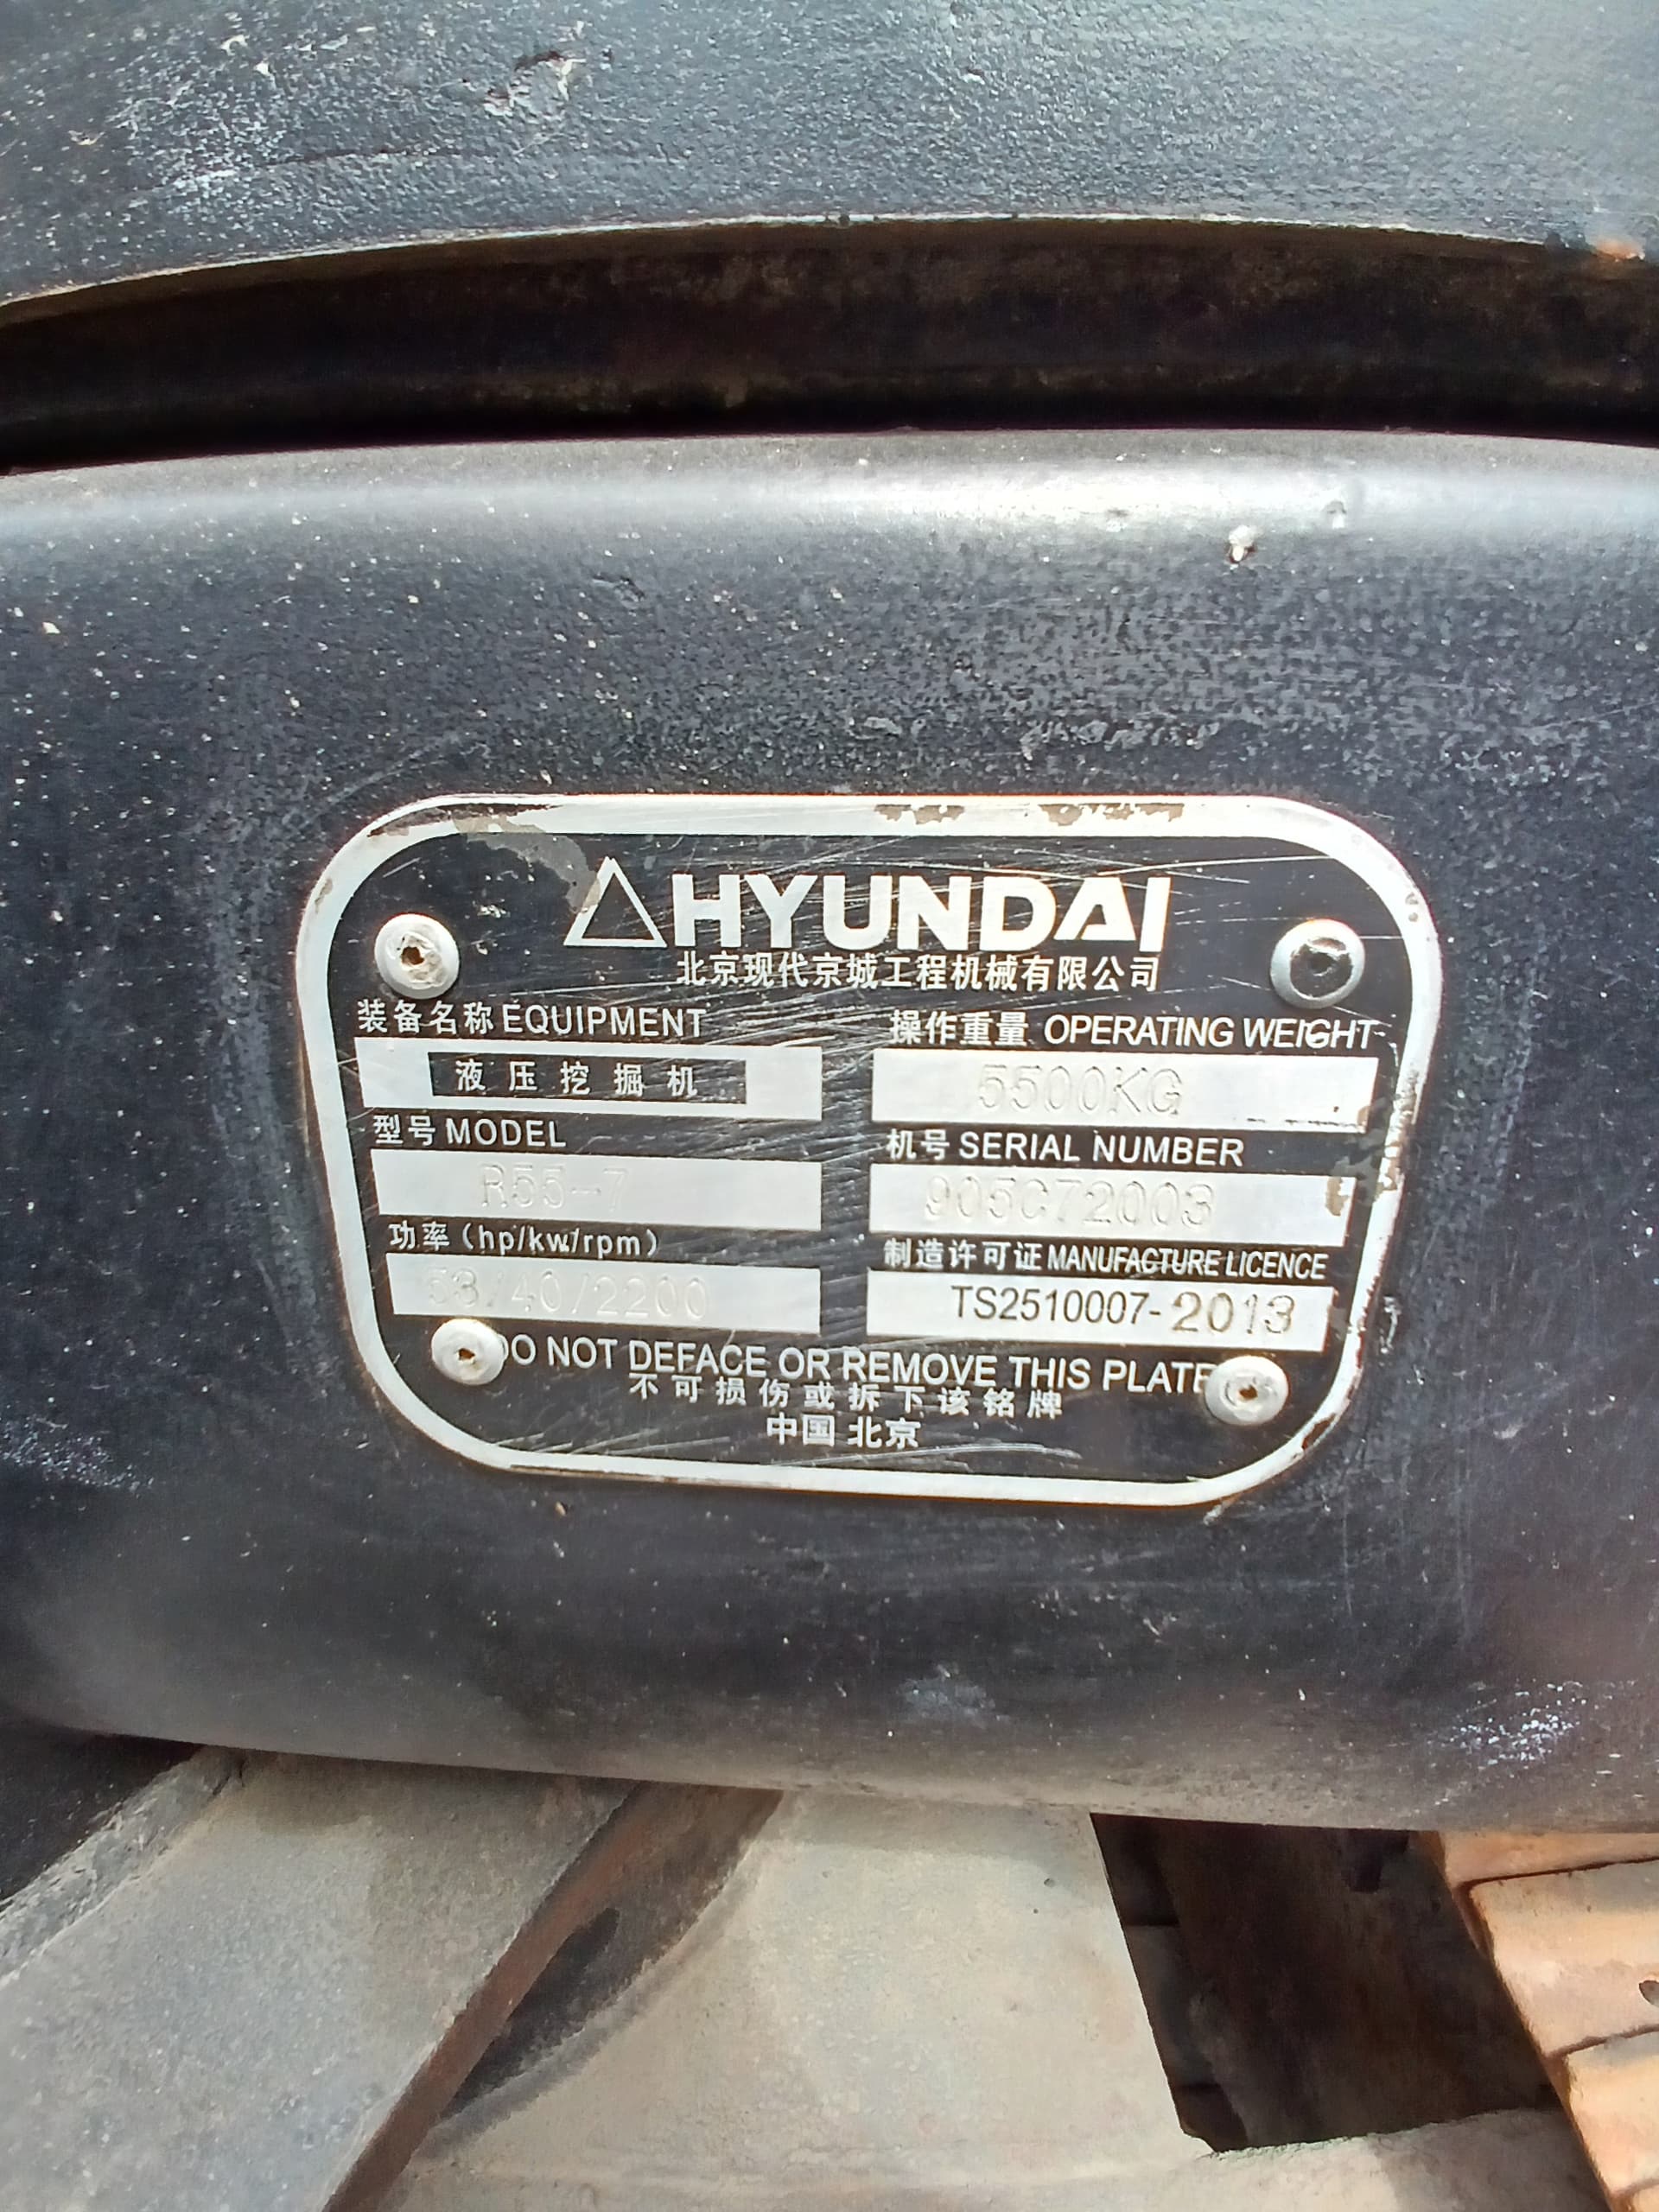 HYUNDAI
北京现代京城工程机械有限公司
装备名称 EQUIPMENT
液压挖掘机
操作重量 OPERATING WEIGHT
5500KG
型号 MODEL
R55-7
机号 SERIAL NUMBER
905C72003
功率(hp/kw/rpm)
53/40/2200
制造许可证 MANUFACTURE LICENCE
TS2510007-2013
DO NOT DEFACE OR REMOVE THIS PLATE
不可损伤或拆下该铭牌
中国 北京